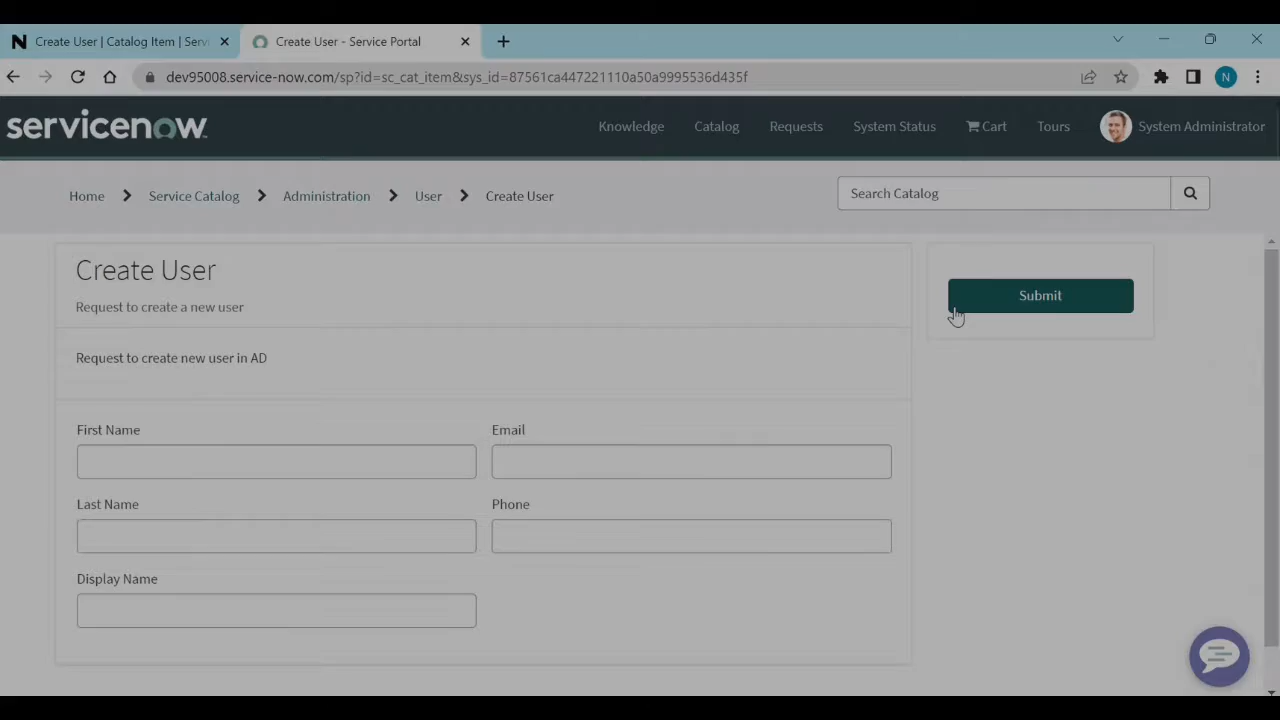 Create User | Catalog Item | Serv
Create User - Service Portal
dev95008.service-now.com/sp?id=sc_cat_item&sys_id=87561ca447221110a50a9995536d435f
N
servicenow
Knowledge
Catalog
Requests
System Status
Cart
Tours
System Administrator
Home
Service Catalog
Administration
User
Create User
Search Catalog
Create User
Request to create a new user
Submit
Request to create new user in AD
First Name
Email
Last Name
Phone
Display Name